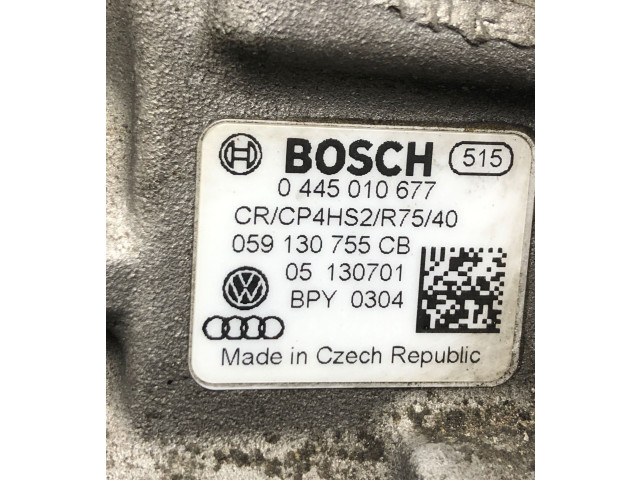 BOSCH 515
0 445 010 677
CR/CP4HS2/R75/40
059 130 755 CB
05 130701
BPY 0304
Made in Czech Republic